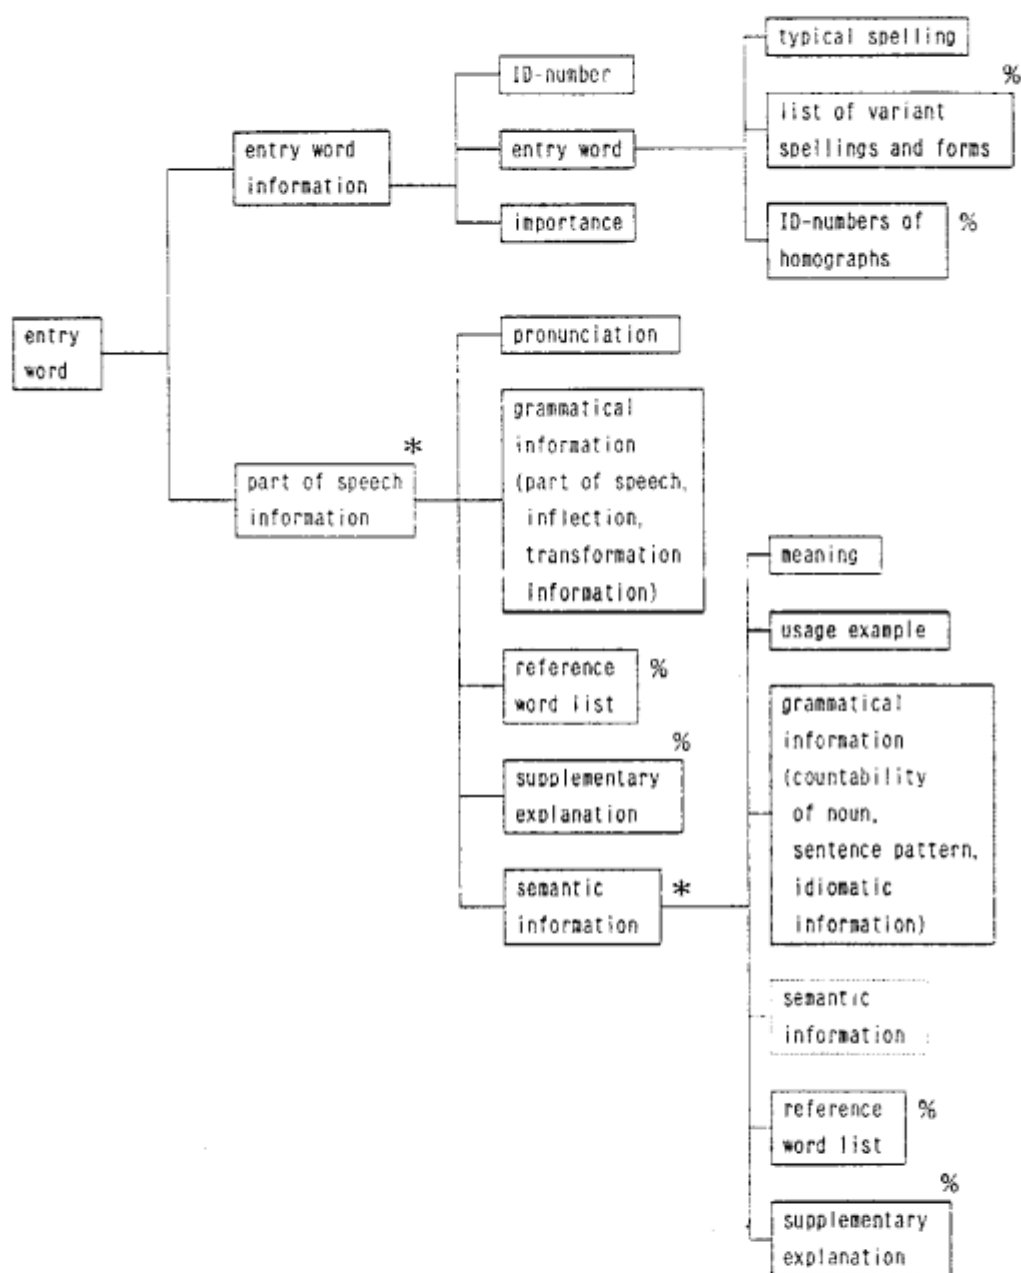 typical spelling
%
ID-number
list of variant
spellings and forms
entry word
information
entry word
importance
ID-numbers of
homographs
%
entry
word
pronunciation
grammatical
information
(part of speech,
inflection,
transformation
information)
*
part of speech
information
meaning
usage example
reference
word list
%
grammatical
information
(countability
of noun,
sentence pattern,
idiomatic
information)
%
supplementary
explanation
semantic
information
*
semantic
information
reference
word list
%
%
supplementary
explanation